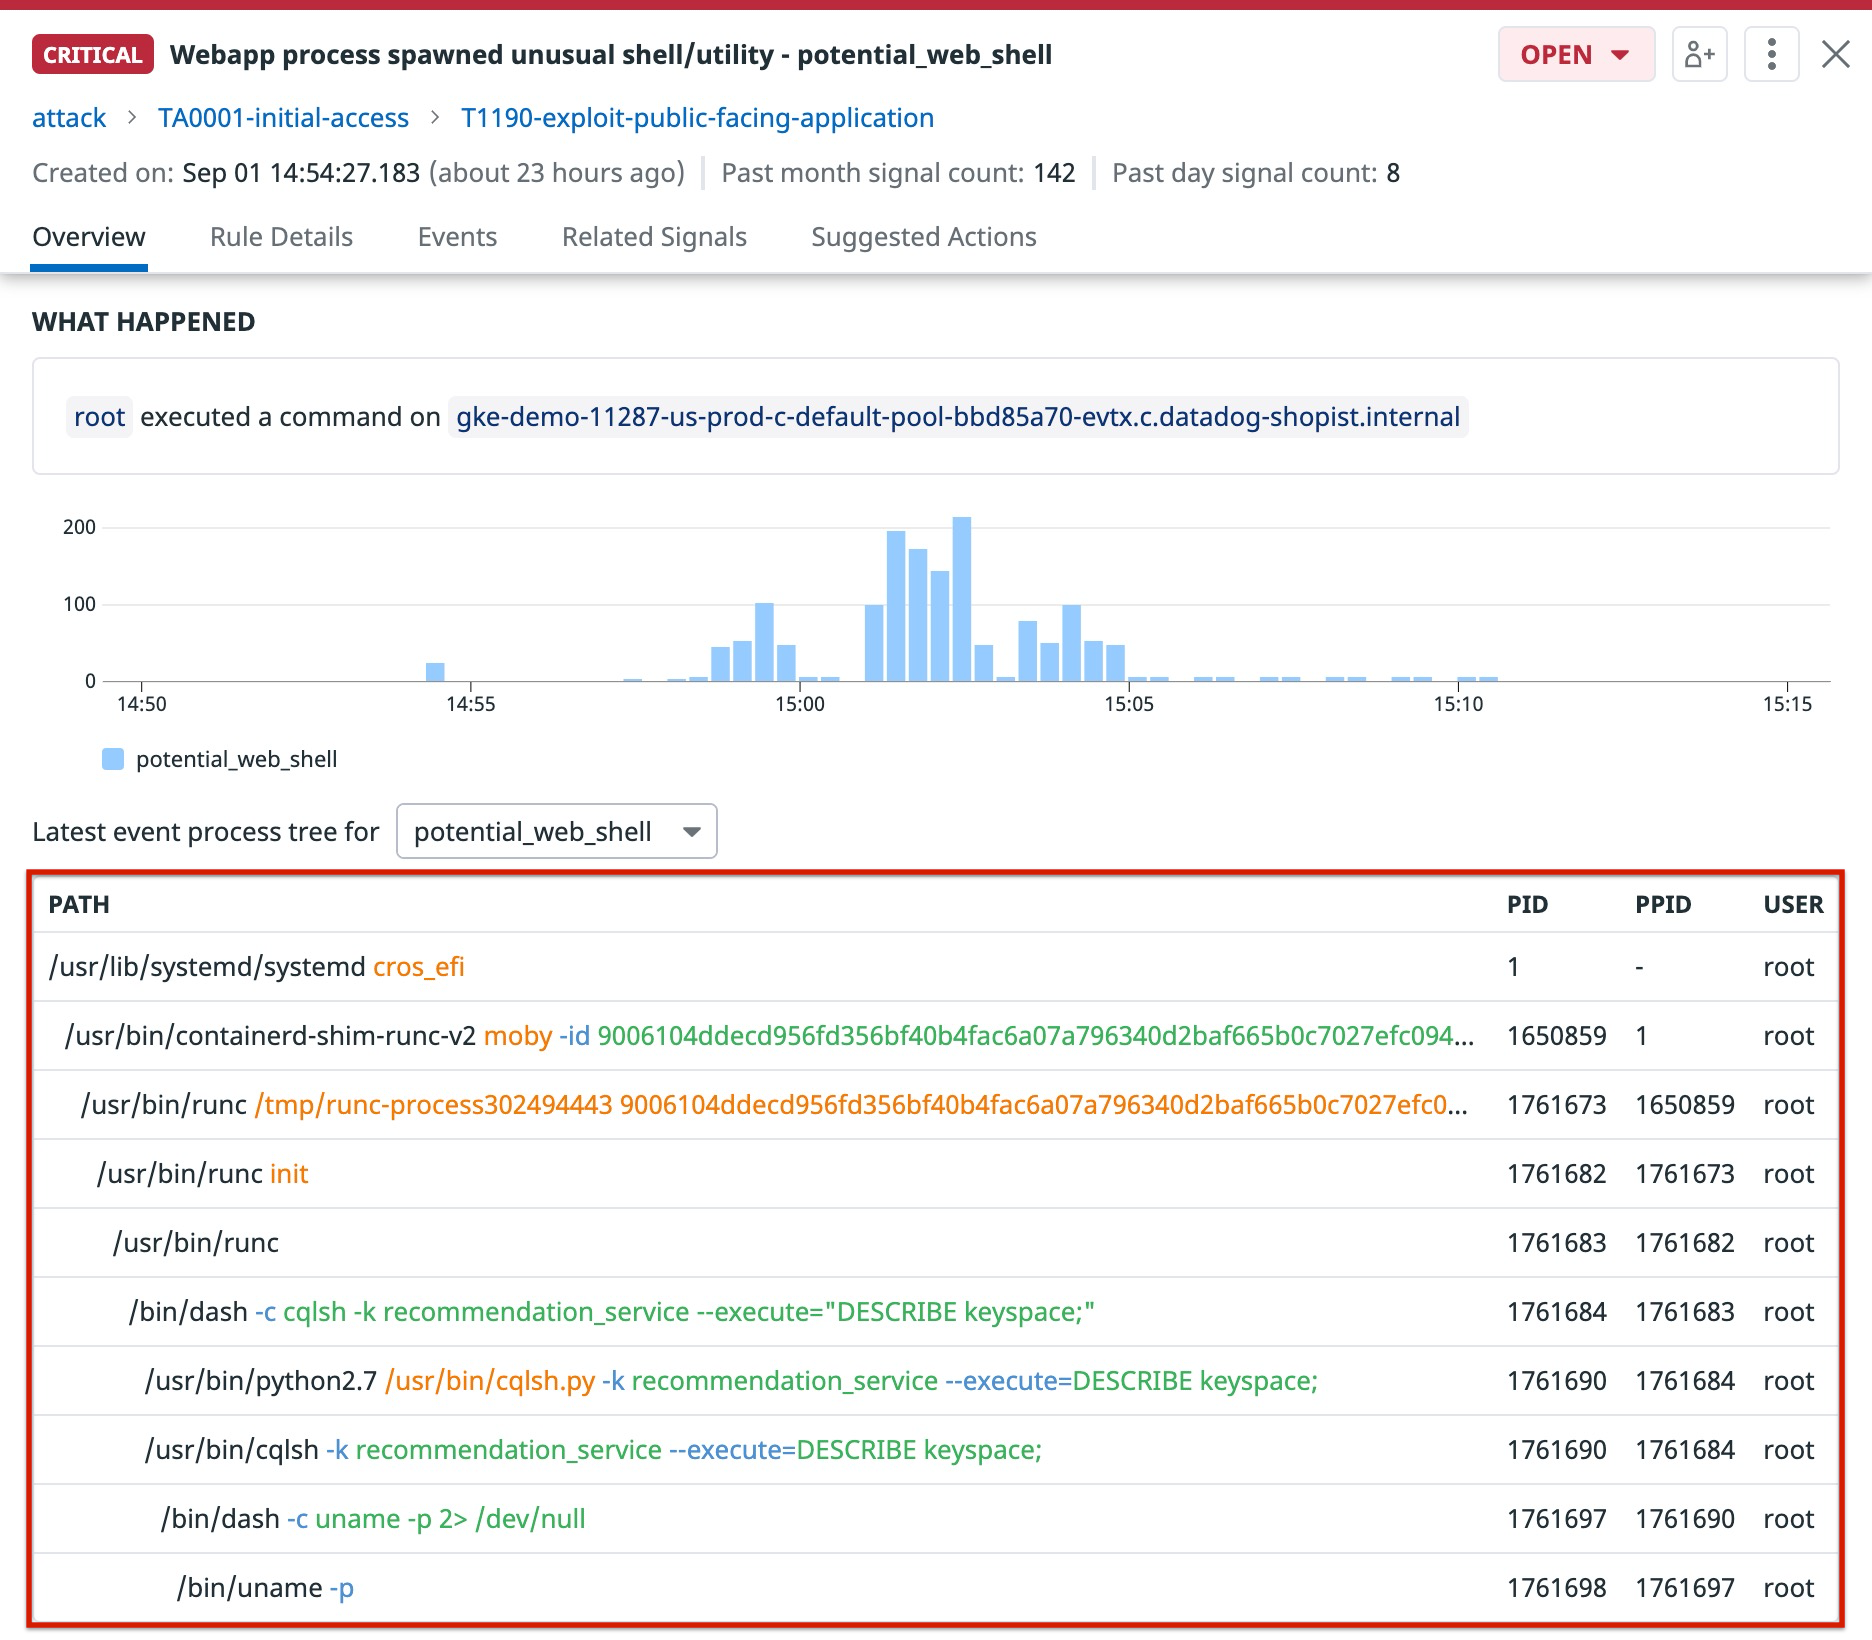 CRITICAL Webapp process spawned unusual shell/utility - potential_web_shell OPEN
attack > TA0001-initial-access > T1190-exploit-public-facing-application
Created on: Sep 01 14:54:27.183 (about 23 hours ago) Past month signal count: 142 Past day signal count: 8
Overview Rule Details Events Related Signals Suggested Actions
WHAT HAPPENED
root executed a command on gke-demo-11287-us-prod-c-default-pool-bbd85a70-evtx.c.datadog-shopist.internal
200
100
0
14:50 14:55 15:00 15:05 15:10 15:15
potential_web_shell
Latest event process tree for potential_web_shell
PATH PID PPID USER
/usr/lib/systemd/systemd cros_efi 1 - root
/usr/bin/containerd-shim-runc-v2 moby -id 9006104ddecd956fd356bf40b4fac6a07a796340d2baf665b0c7027efc094... 1650859 1 root
/usr/bin/runc /tmp/runc-process302494443 9006104ddecd956fd356bf40b4fac6a07a796340d2baf665b0c7027efc0... 1761673 1650859 root
/usr/bin/runc init 1761682 1761673 root
/usr/bin/runc 1761683 1761682 root
/bin/dash -c cqlsh -k recommendation_service --execute="DESCRIBE keyspace;" 1761684 1761683 root
/usr/bin/python2.7 /usr/bin/cqlsh.py -k recommendation_service --execute=DESCRIBE keyspace; 1761690 1761684 root
/usr/bin/cqlsh -k recommendation_service --execute=DESCRIBE keyspace; 1761690 1761684 root
/bin/dash -c uname -p 2> /dev/null 1761697 1761690 root
/bin/uname -p 1761698 1761697 root